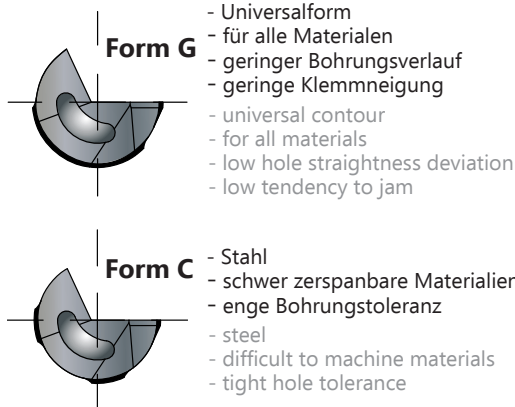 Form G
- Universalform
- für alle Materialen
- geringer Bohrungsverlauf
- geringe Klemmneigung
- universal contour
- for all materials
- low hole straightness deviation
- low tendency to jam
Form C
- Stahl
- schwer zerspanbare Materialier
- enge Bohrungstoleranz
- steel
- difficult to machine materials
- tight hole tolerance